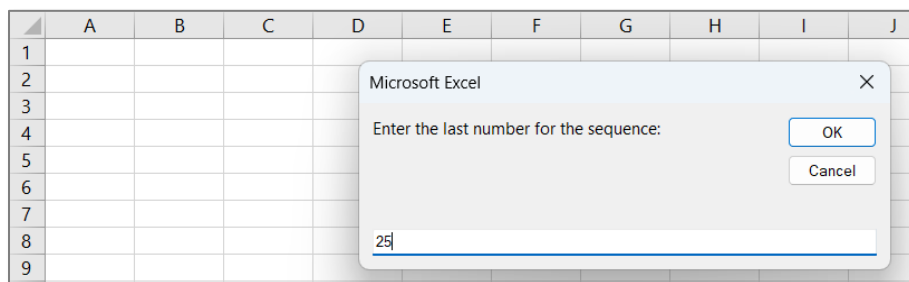 A B C D E F G H I J
1
2
3
4
5
6
7
8
9
Microsoft Excel
Enter the last number for the sequence:
OK
Cancel
25